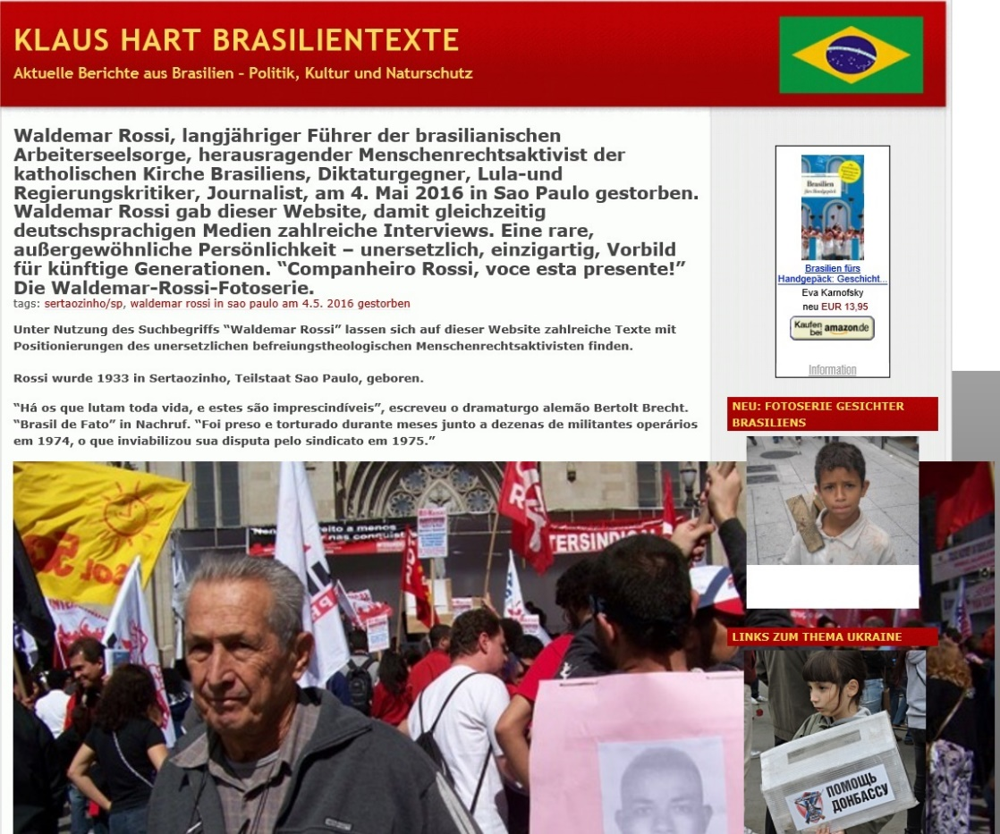 KLAUS HART BRASILIENTEXTE
Aktuelle Berichte aus Brasilien – Politik, Kultur und Naturschutz
Waldemar Rossi, langjähriger Führer der brasilianischen
Arbeiterseelsorge, herausragender Menschenrechtsaktivist der
katholischen Kirche Brasiliens, Diktaturgegner, Lula-und
Regierungskritiker, Journalist, am 4. Mai 2016 in Sao Paulo gestorben.
Waldemar Rossi gab dieser Website, damit gleichzeitig
deutschsprachigen Medien zahlreiche Interviews. Eine rare,
außergewöhnliche Persönlichkeit – unersetzlich, einzigartig, Vorbild
für künftige Generationen. “Companheiro Rossi, voce esta presente!”
Die Waldemar-Rossi-Fotoserie.
tags: sertaozinho/sp, waldemar rossi in sao paulo am 4.5. 2016 gestorben
Unter Nutzung des Suchbegriffs “Waldemar Rossi” lassen sich auf dieser Website zahlreiche Texte mit
Positionierungen des unersetzlichen befreiungstheologischen Menschenrechtsaktivisten finden.
Rossi wurde 1933 in Sertaozinho, Teilstaat Sao Paulo, geboren.
“Há os que lutam toda vida, e estes são imprescindíveis”, escreveu o dramaturgo alemão Bertolt Brecht.
“Brasil de Fato” in Nachruf. “Foi preso e torturado durante meses junto a dezenas de militantes operários
em 1974, o que inviabilizou sua disputa pelo sindicato em 1975.”
Brasilien
fürs Handgepäck
Brasilien fürs
Handgepäck: Geschicht...
Eva Karnofsky
neu EUR 13,95
Kaufen
bei amazon.de
Information
NEU: FOTOSERIE GESICHTER
BRASILIENS
LINKS ZUM THEMA UKRAINE
eito a menos
nas conquist
TERSINDICAL
ПОМОЩЬ
ДОНБАССУ